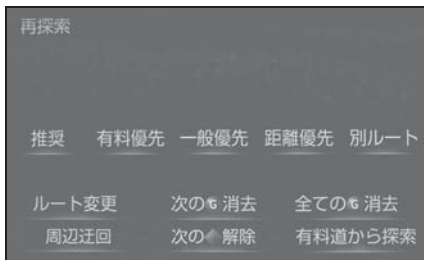 再探索
推奨 有料優先 一般優先 距離優先 別ルート
ルート変更 次の 消去 全ての 消去
周辺迂回 次の 解除 有料道から探索